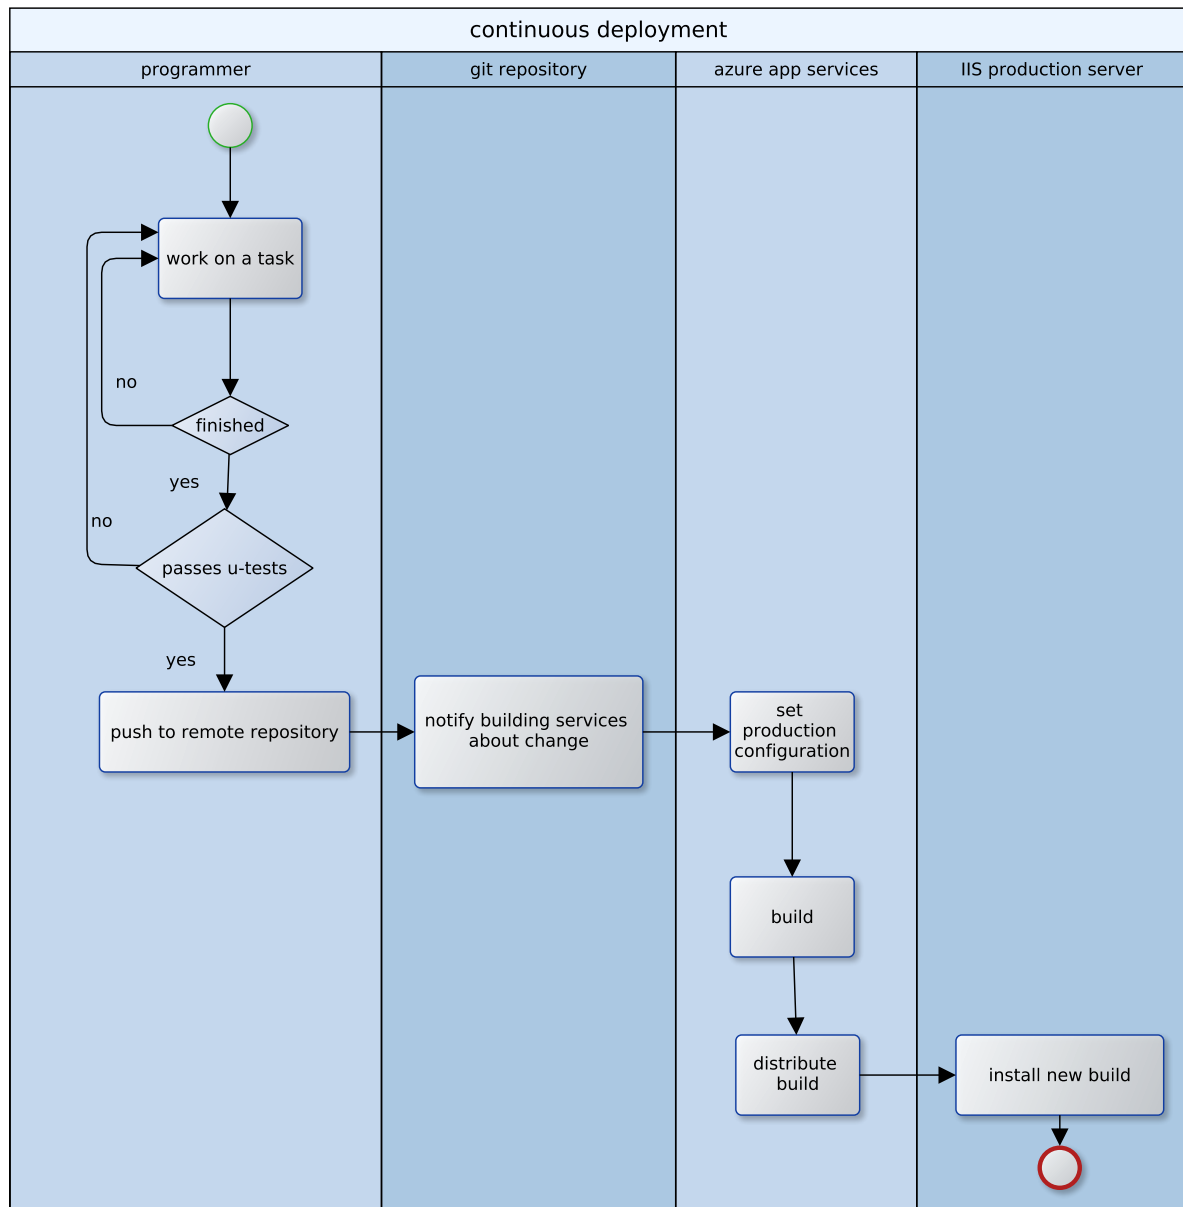 continuous deployment
programmer
git repository
azure app services
IIS production server
work on a task
no
finished
yes
no
passes u-tests
yes
push to remote repository
notify building services
about change
set
production
configuration
build
distribute
build
install new build